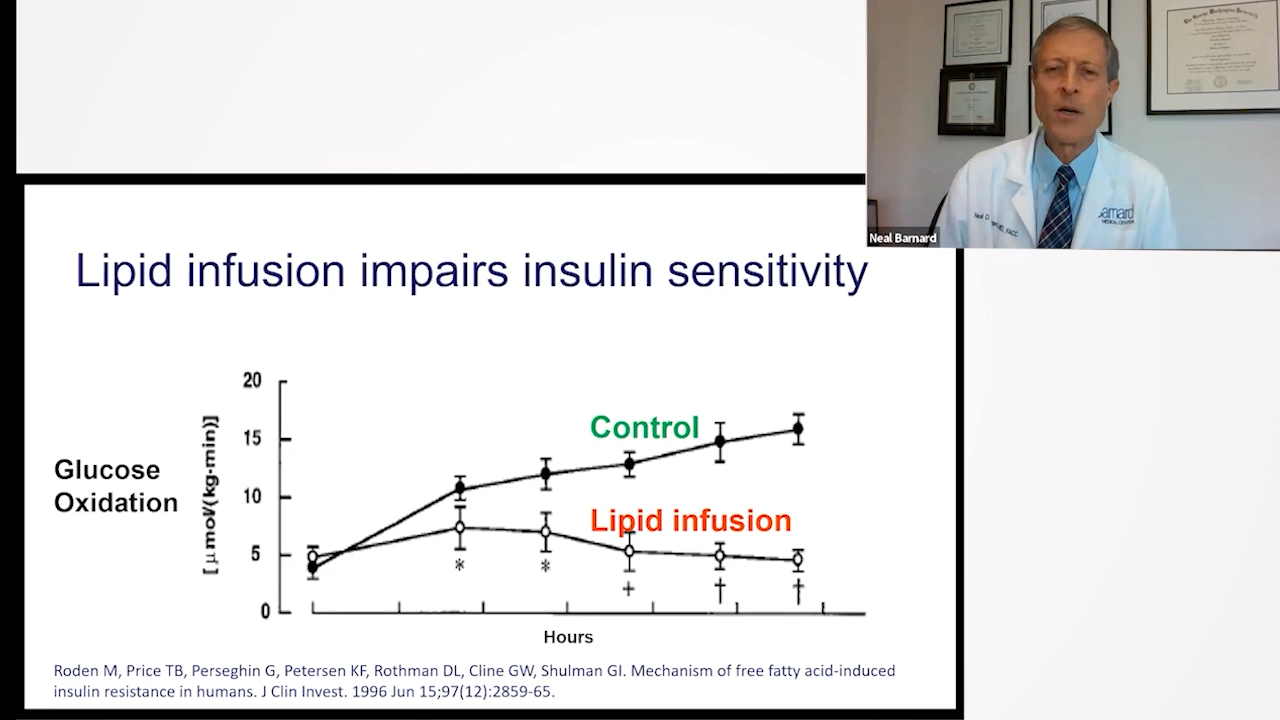 Neal Barnard
Lipid infusion impairs insulin sensitivity
20
15
10
5
0
[μmol/(kg·min)]
Glucose
Oxidation
Control
Lipid infusion
* * + † †
Hours
Roden M, Price TB, Perseghin G, Petersen KF, Rothman DL, Cline GW, Shulman GI. Mechanism of free fatty acid-induced
insulin resistance in humans. J Clin Invest. 1996 Jun 15;97(12):2859-65.